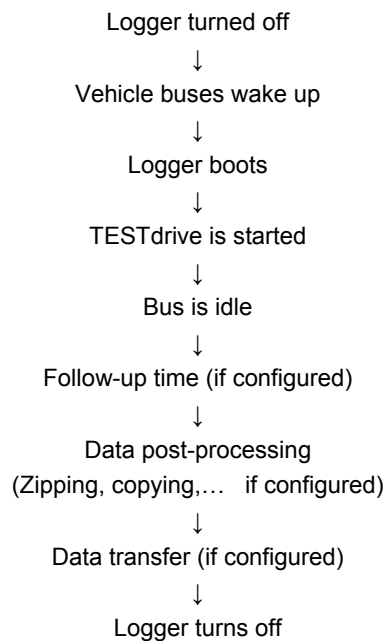 Logger turned off
↓
Vehicle buses wake up
↓
Logger boots
↓
TESTdrive is started
↓
Bus is idle
↓
Follow-up time (if configured)
↓
Data post-processing
(Zipping, copying,… if configured)
↓
Data transfer (if configured)
↓
Logger turns off